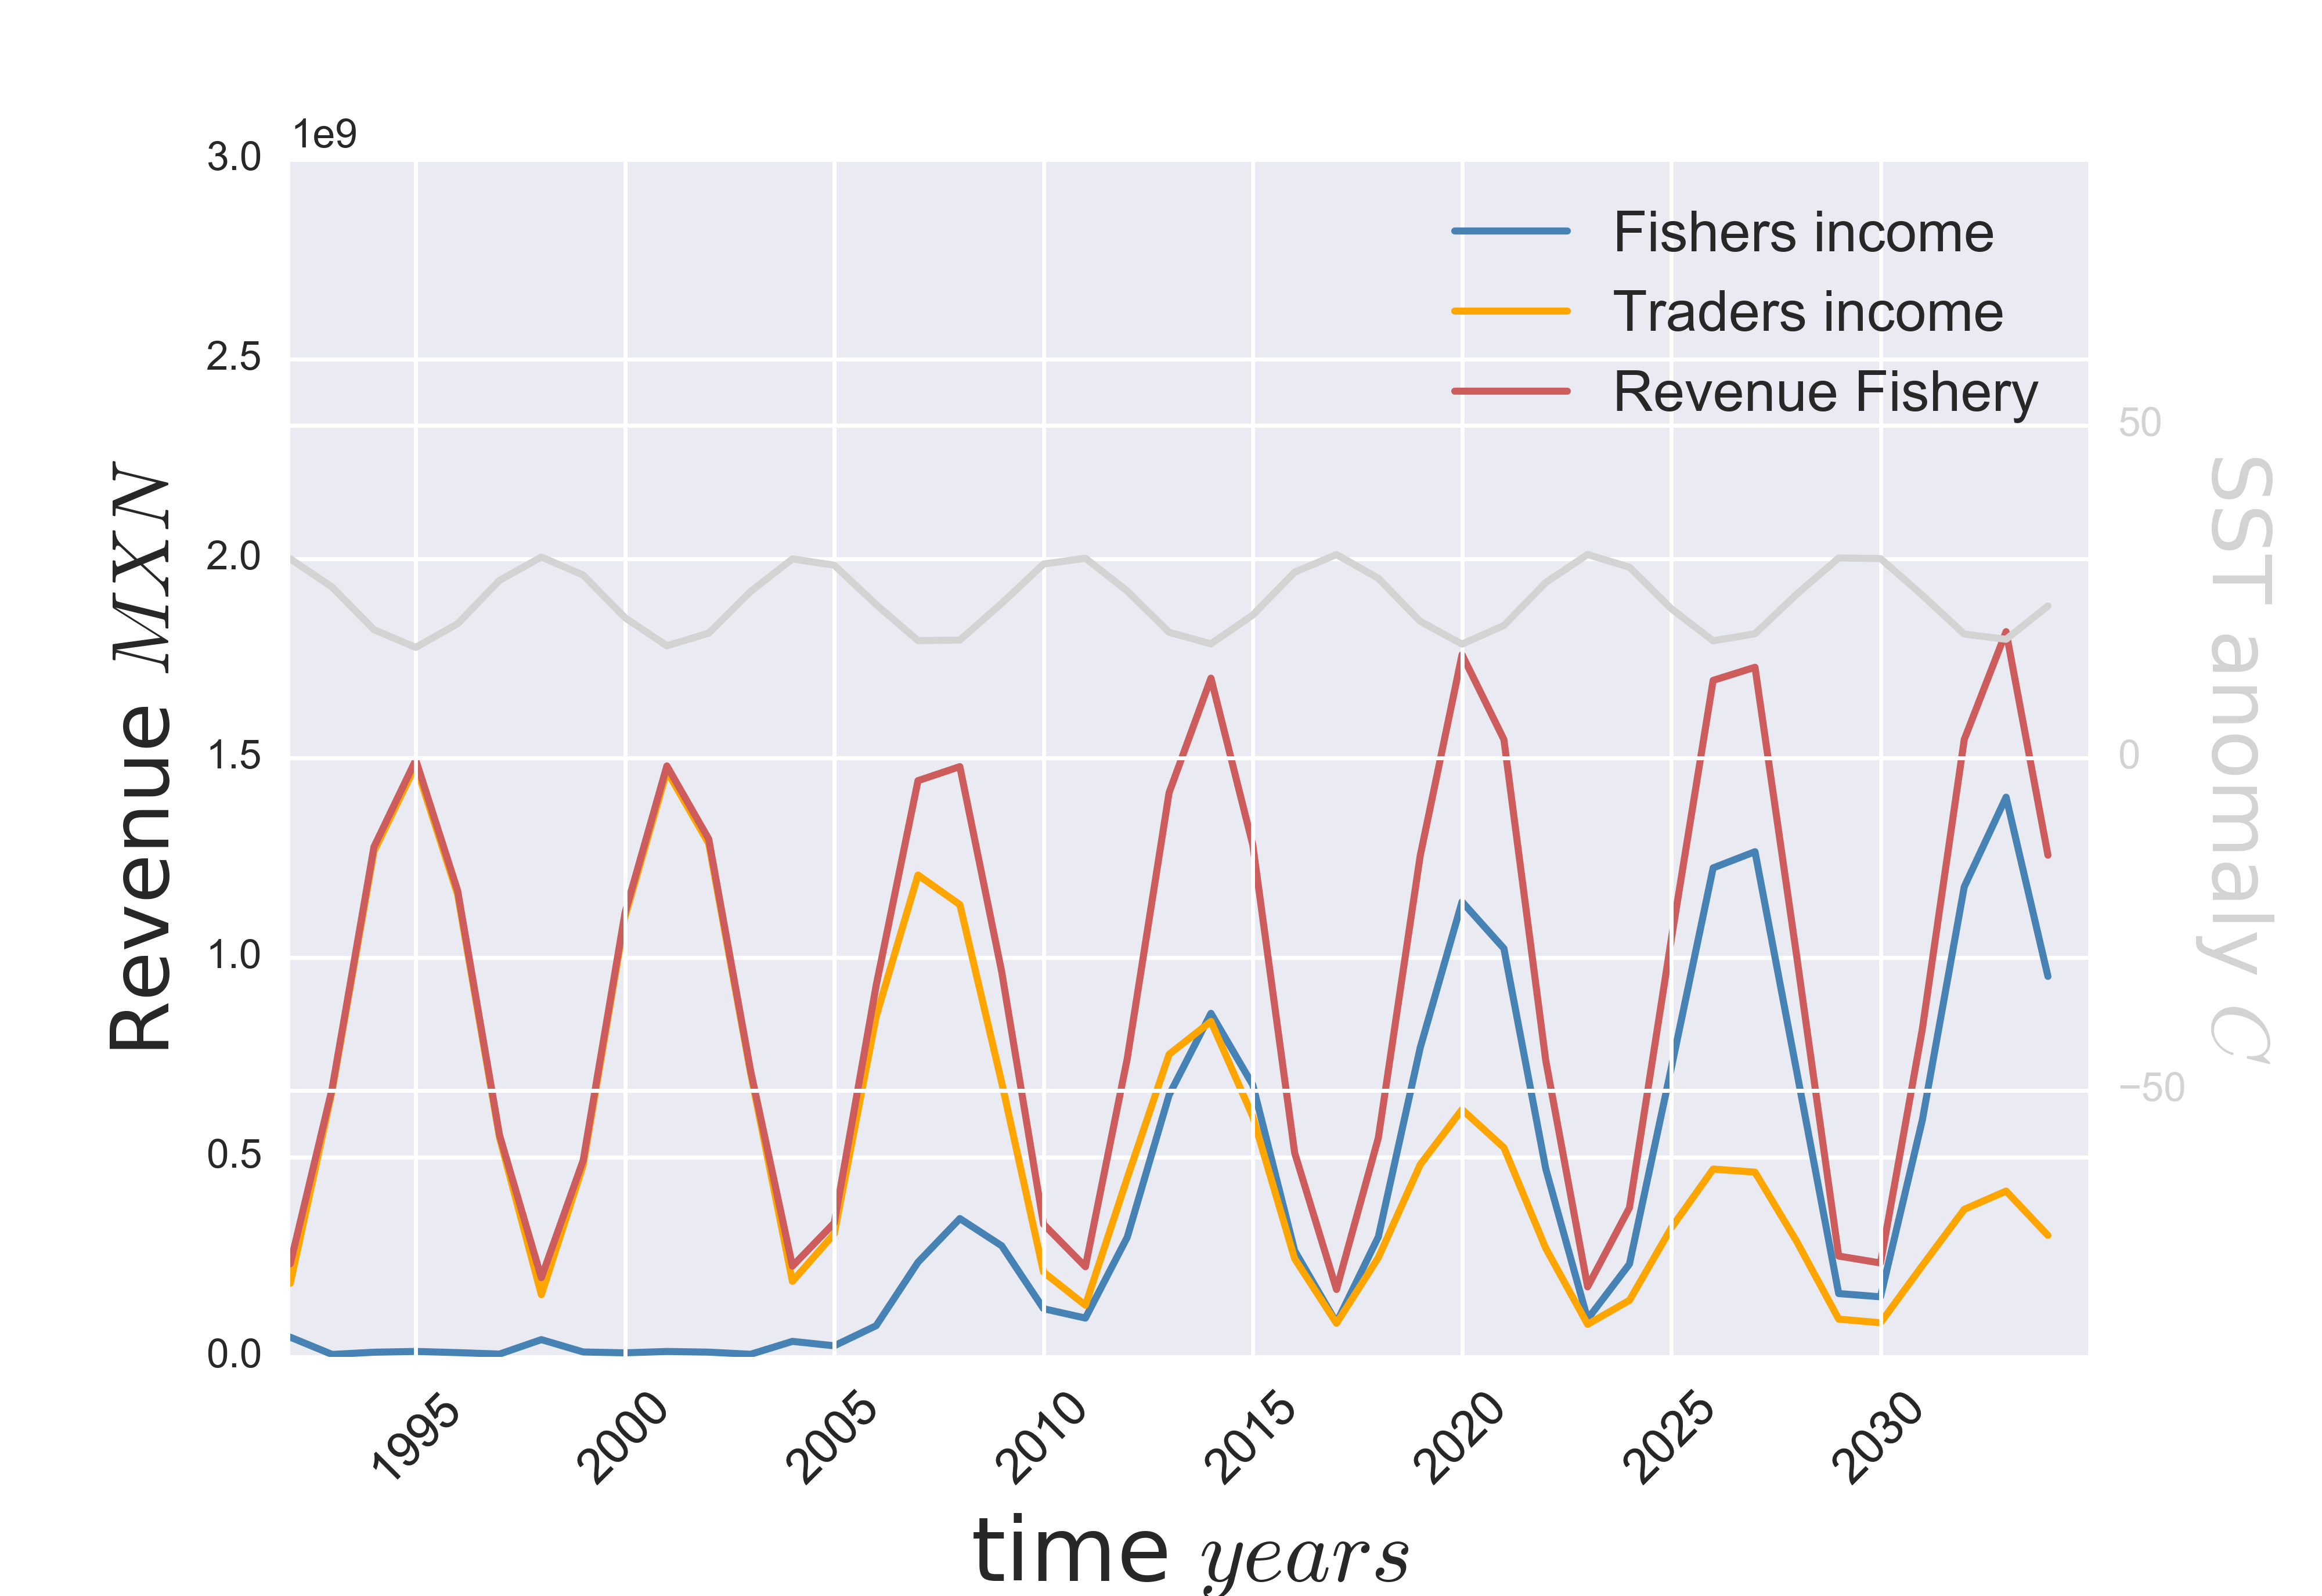 1e9
3.0
2.5
2.0
1.5
1.0
0.5
0.0
Revenue MXN
Fishers income
Traders income
Revenue Fishery
50
0
−50
SST anomaly C
1995
2000
2005
2010
2015
2020
2025
2030
time years